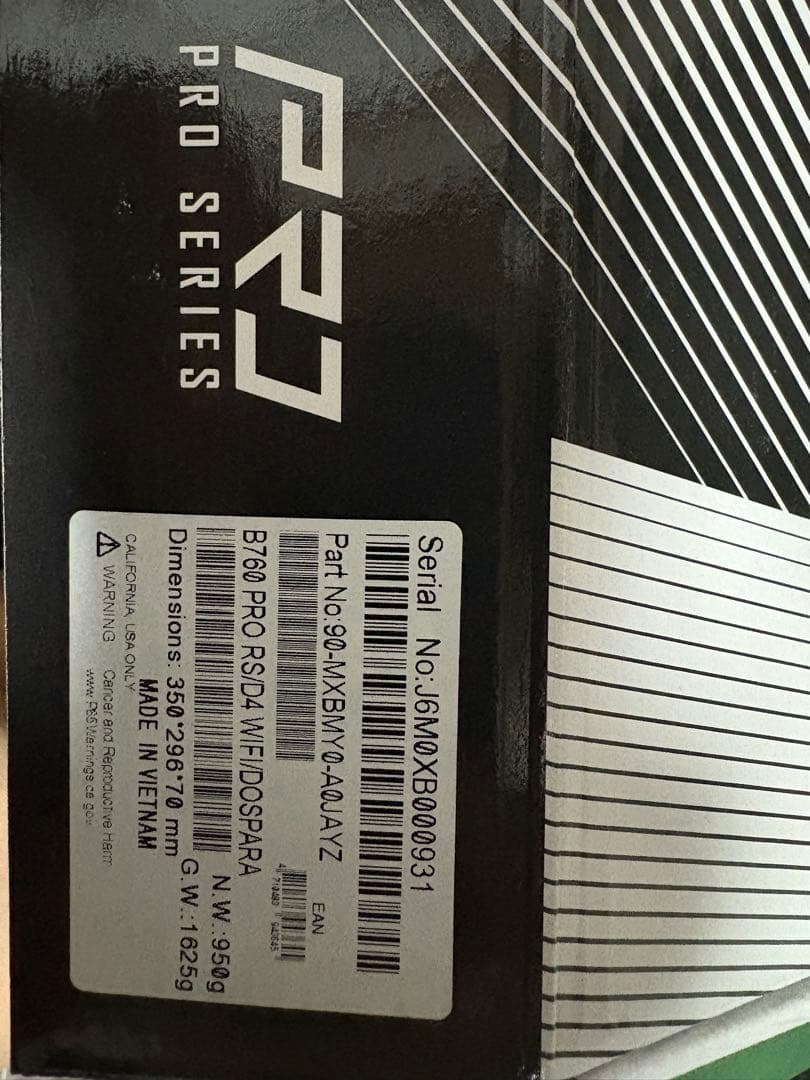 PRO
PRO SERIES
Serial No:J6M0XB000931
Part No:90-MXBMY0-A0JAYZ
EAN
B760 PRO RS/D4 WIFI/DOSPARA
N.W.:950g
Dimensions: 350*296*70 mm G.W.:1625g
MADE IN VIETNAM
CALIFORNIA, USA ONLY
WARNING Cancer and Reproductive Harm
www.P65Warnings.ca.gov